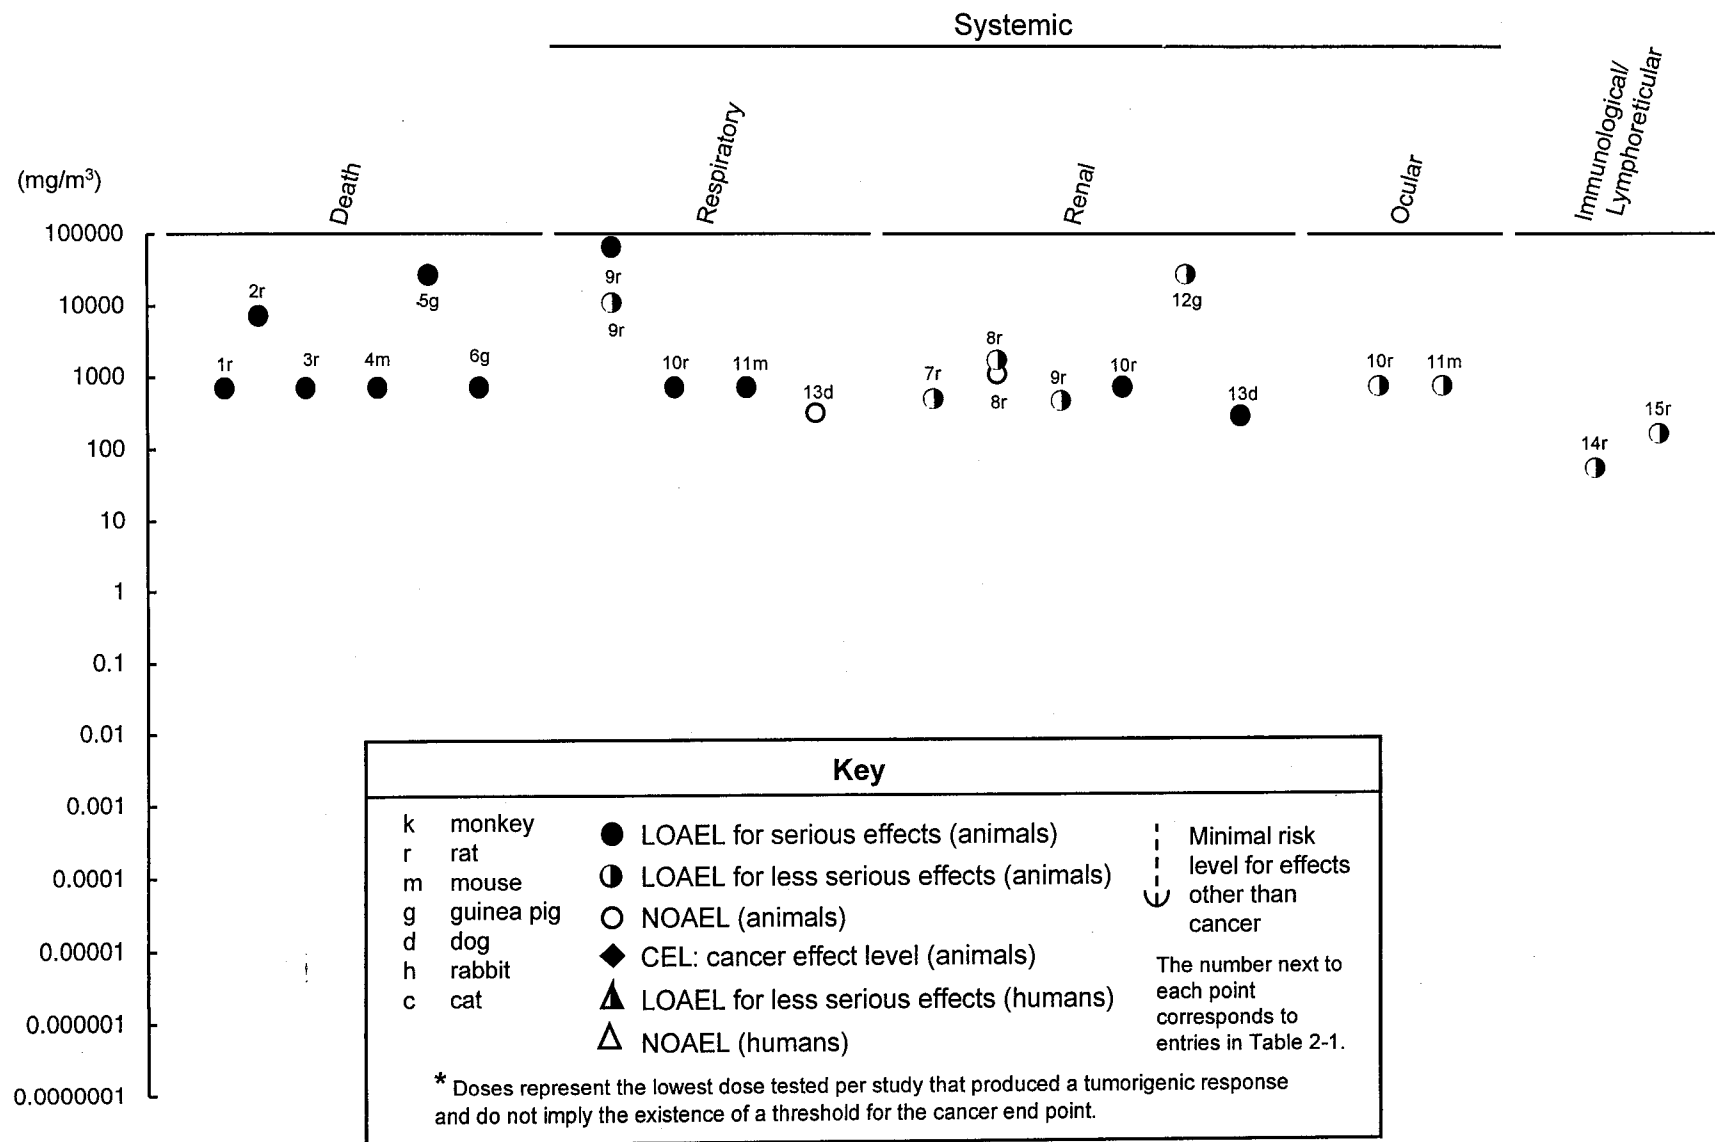 Systemic
(mg/m³)
Death
Respiratory
Renal
Ocular
Immunological/
Lymphoreticular
100000
10000
1000
100
10
1
0.1
0.01
0.001
0.0001
0.00001
0.000001
0.0000001
1r
2r
3r
4m
5g
6g
9r
9r
10r
11m
13d
7r
8r
8r
9r
10r
12g
13d
10r
11m
14r
15r
Key
k monkey
r rat
m mouse
g guinea pig
d dog
h rabbit
c cat
LOAEL for serious effects (animals)
LOAEL for less serious effects (animals)
NOAEL (animals)
CEL: cancer effect level (animals)
LOAEL for less serious effects (humans)
NOAEL (humans)
Minimal risk
level for effects
other than
cancer
The number next to
each point
corresponds to
entries in Table 2-1.
* Doses represent the lowest dose tested per study that produced a tumorigenic response
and do not imply the existence of a threshold for the cancer end point.